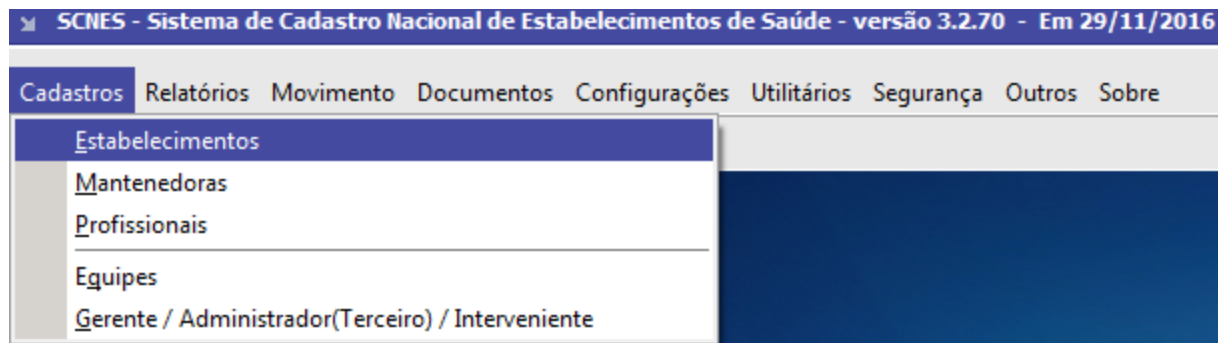 SCNES - Sistema de Cadastro Nacional de Estabelecimentos de Saúde - versão 3.2.70 - Em 29/11/2016
Cadastros Relatórios Movimento Documentos Configurações Utilitários Segurança Outros Sobre
Estabelecimentos
Mantenedoras
Profissionais
Equipes
Gerente / Administrador(Terceiro) / Interveniente